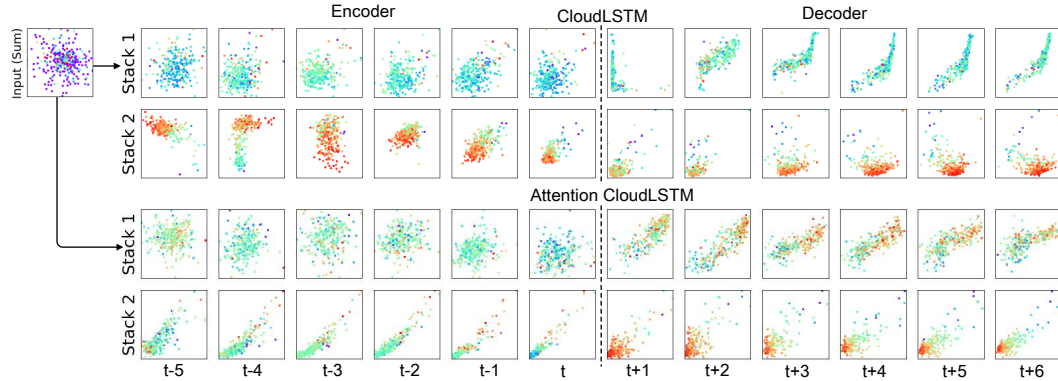 Encoder
CloudLSTM
Decoder
Input (Sum)
Stack 1
Stack 2
Attention CloudLSTM
Stack 1
Stack 2
t-5
t-4
t-3
t-2
t-1
t
t+1
t+2
t+3
t+4
t+5
t+6